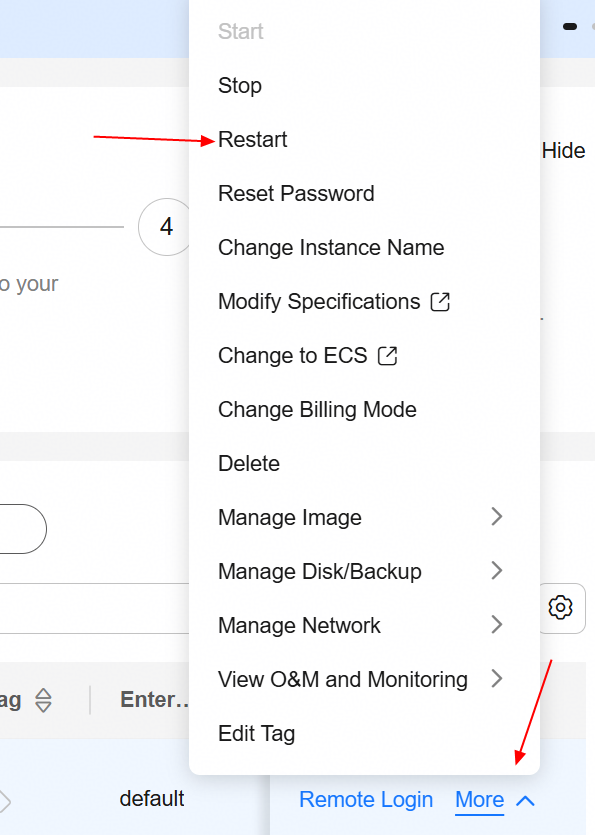 Start
Stop
Restart
Hide
Reset Password
4
Change Instance Name
o your
Modify Specifications
Change to ECS
Change Billing Mode
Delete
Manage Image
Manage Disk/Backup
Manage Network
View O&M and Monitoring
ag
Enter...
Edit Tag
default
Remote Login
More